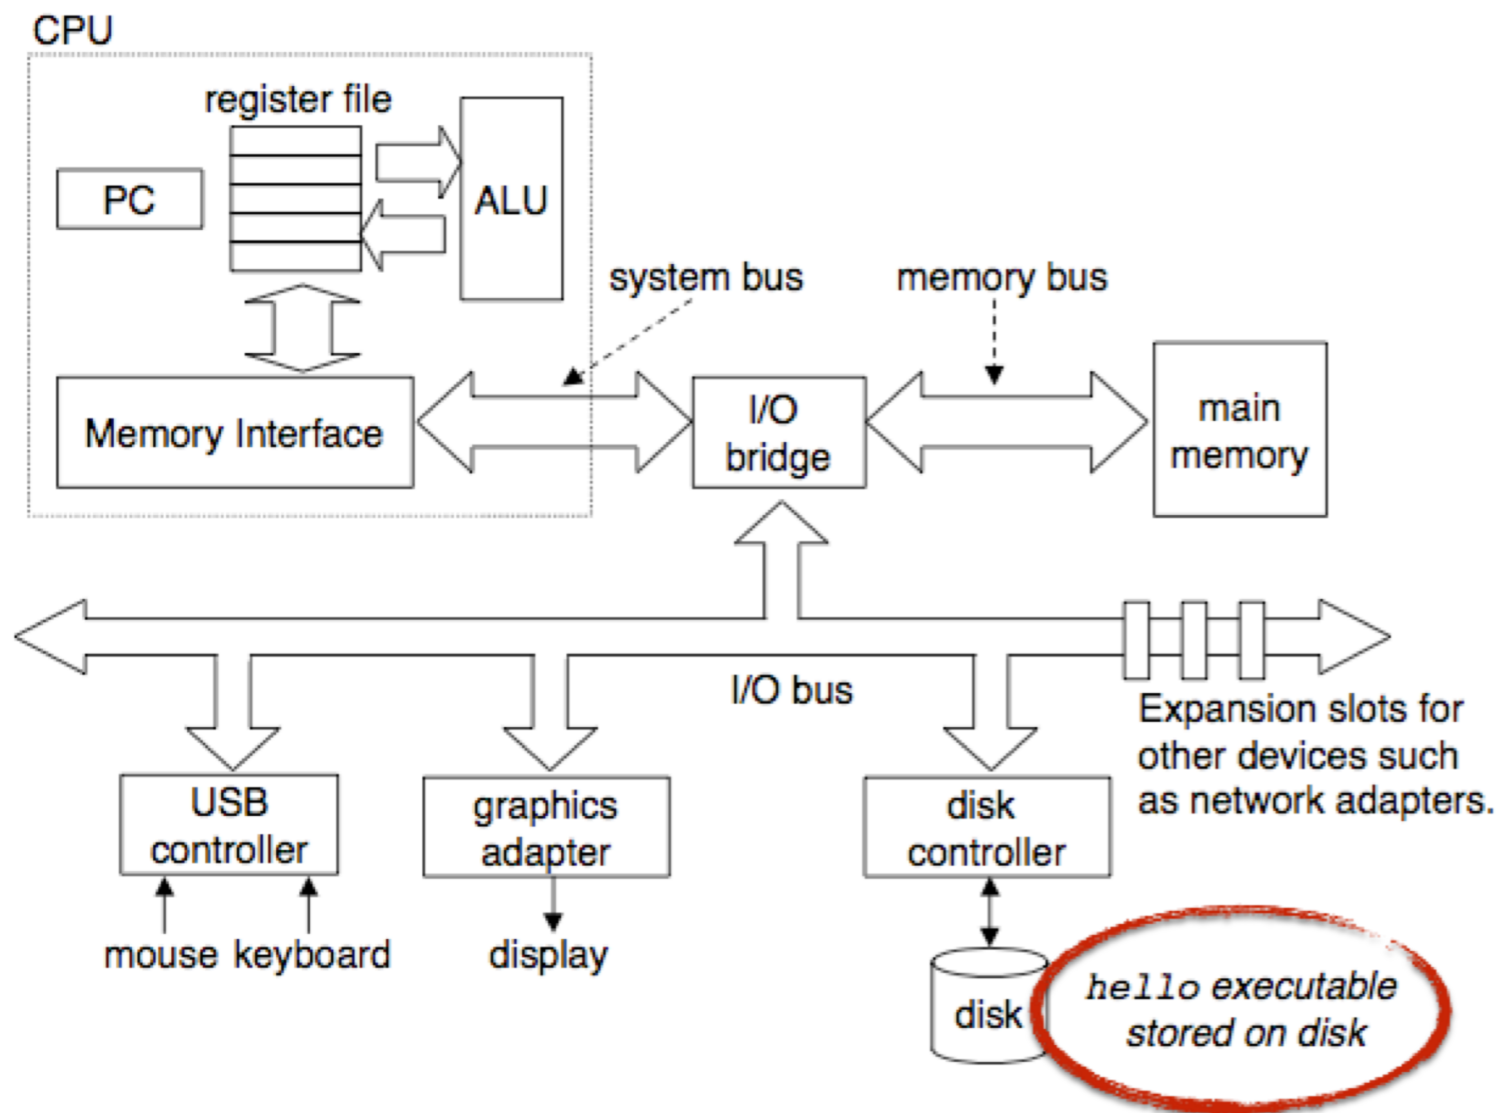 CPU
register file
PC
ALU
system bus
memory bus
Memory Interface
I/O
bridge
main
memory
I/O bus
Expansion slots for
other devices such
as network adapters.
USB
controller
graphics
adapter
disk
controller
mouse
keyboard
display
disk
hello executable
stored on disk